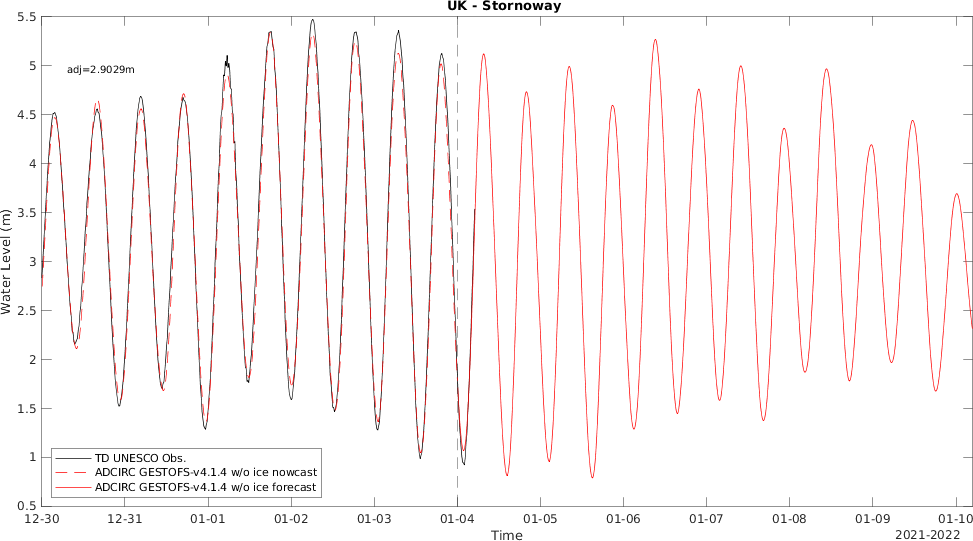 UK - Stornoway
5.5
5
4.5
4
3.5
3
2.5
2
1.5
1
0.5
Water Level (m)
adj=2.9029m
TD UNESCO Obs.
ADCIRC GESTOFS-v4.1.4 w/o ice nowcast
ADCIRC GESTOFS-v4.1.4 w/o ice forecast
12-30 12-31 01-01 01-02 01-03 01-04 01-05 01-06 01-07 01-08 01-09 01-10
Time
2021-2022